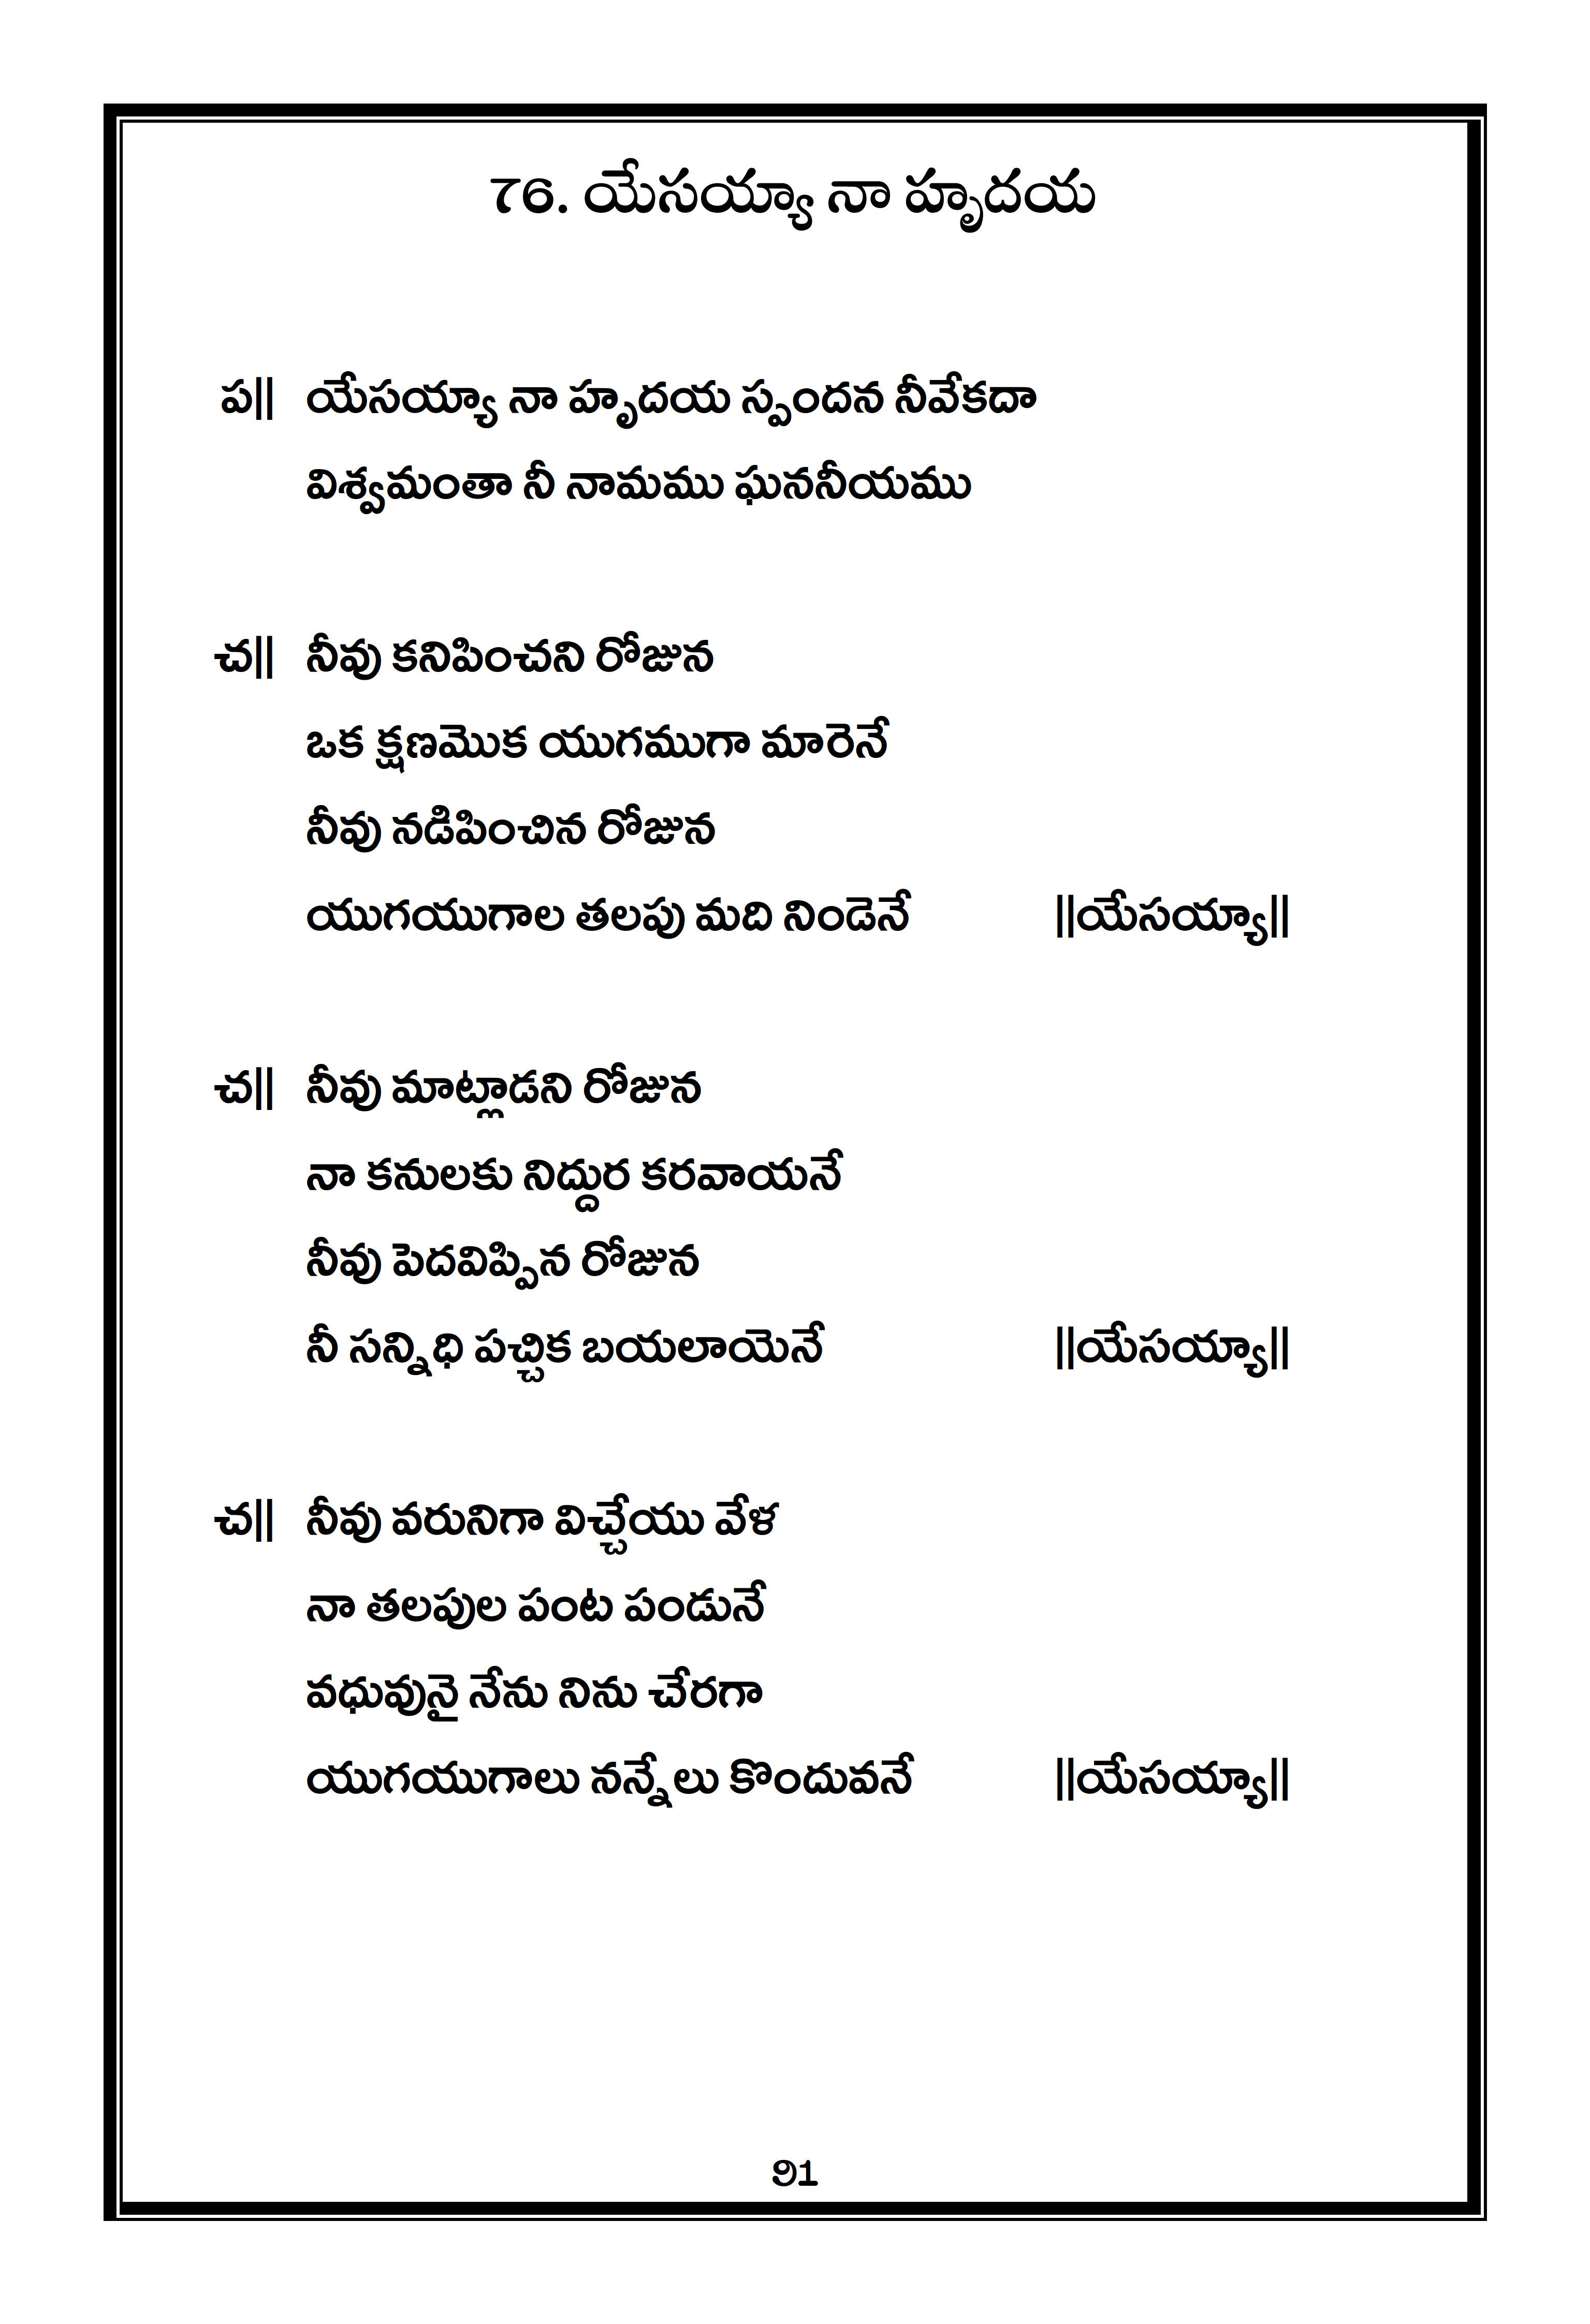 76. యేసయ్యా నా హృదయ
ప|| యేసయ్యా నా హృదయ స్పందన నీవేకదా
విశ్వమంతా నీ నామము ఘననీయము
చ|| నీవు కనిపించని రోజున
ఒక క్షణమొక యుగముగా మారెనే
నీవు నడిపించిన రోజున
యుగయుగాల తలపు మది నిండెనే ||యేసయ్యా||
చ|| నీవు మాట్లాడని రోజున
నా కనులకు నిద్దుర కరవాయనే
నీవు పెదవిప్పిన రోజున
నీ సన్నిధి పచ్చిక బయలాయెనే ||యేసయ్యా||
చ|| నీవు వరునిగా విచ్చేయు వేళ
నా తలపుల పంట పండునే
వధువునై నేను నిను చేరగా
యుగయుగాలు నన్నేలు కొందువనే ||యేసయ్యా||
91